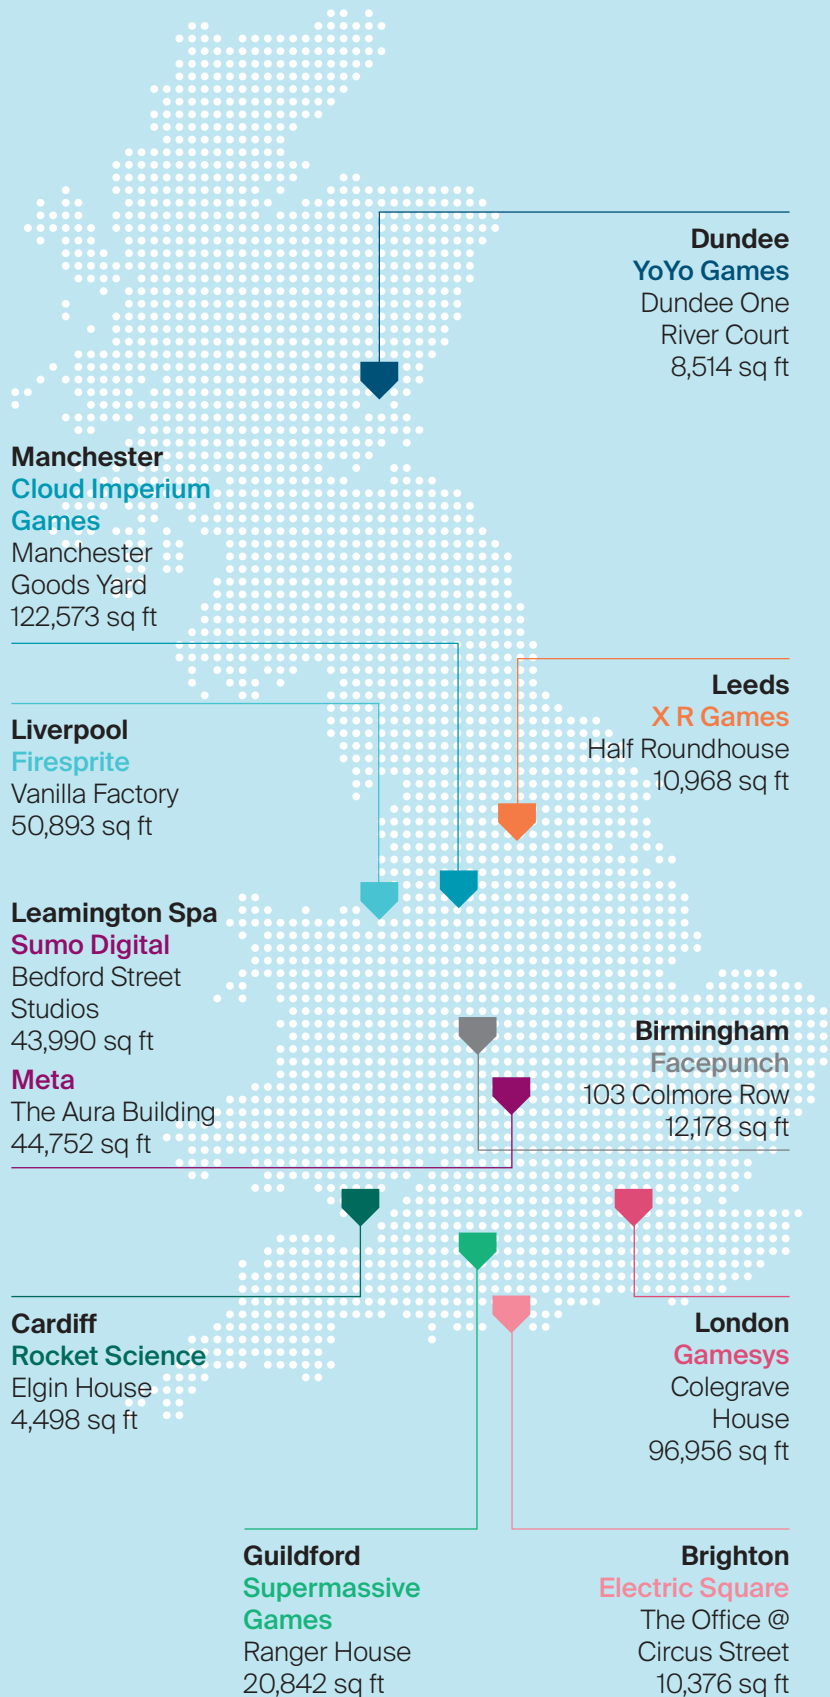 Dundee
YoYo Games
Dundee One
River Court
8,514 sq ft
Manchester
Cloud Imperium
Games
Manchester
Goods Yard
122,573 sq ft
Leeds
X R Games
Half Roundhouse
10,968 sq ft
Liverpool
Firesprite
Vanilla Factory
50,893 sq ft
Leamington Spa
Sumo Digital
Bedford Street
Studios
43,990 sq ft
Meta
The Aura Building
44,752 sq ft
Birmingham
Facepunch
103 Colmore Row
12,178 sq ft
Cardiff
Rocket Science
Elgin House
4,498 sq ft
London
Gamesys
Colegrave
House
96,956 sq ft
Guildford
Supermassive
Games
Ranger House
20,842 sq ft
Brighton
Electric Square
The Office @
Circus Street
10,376 sq ft